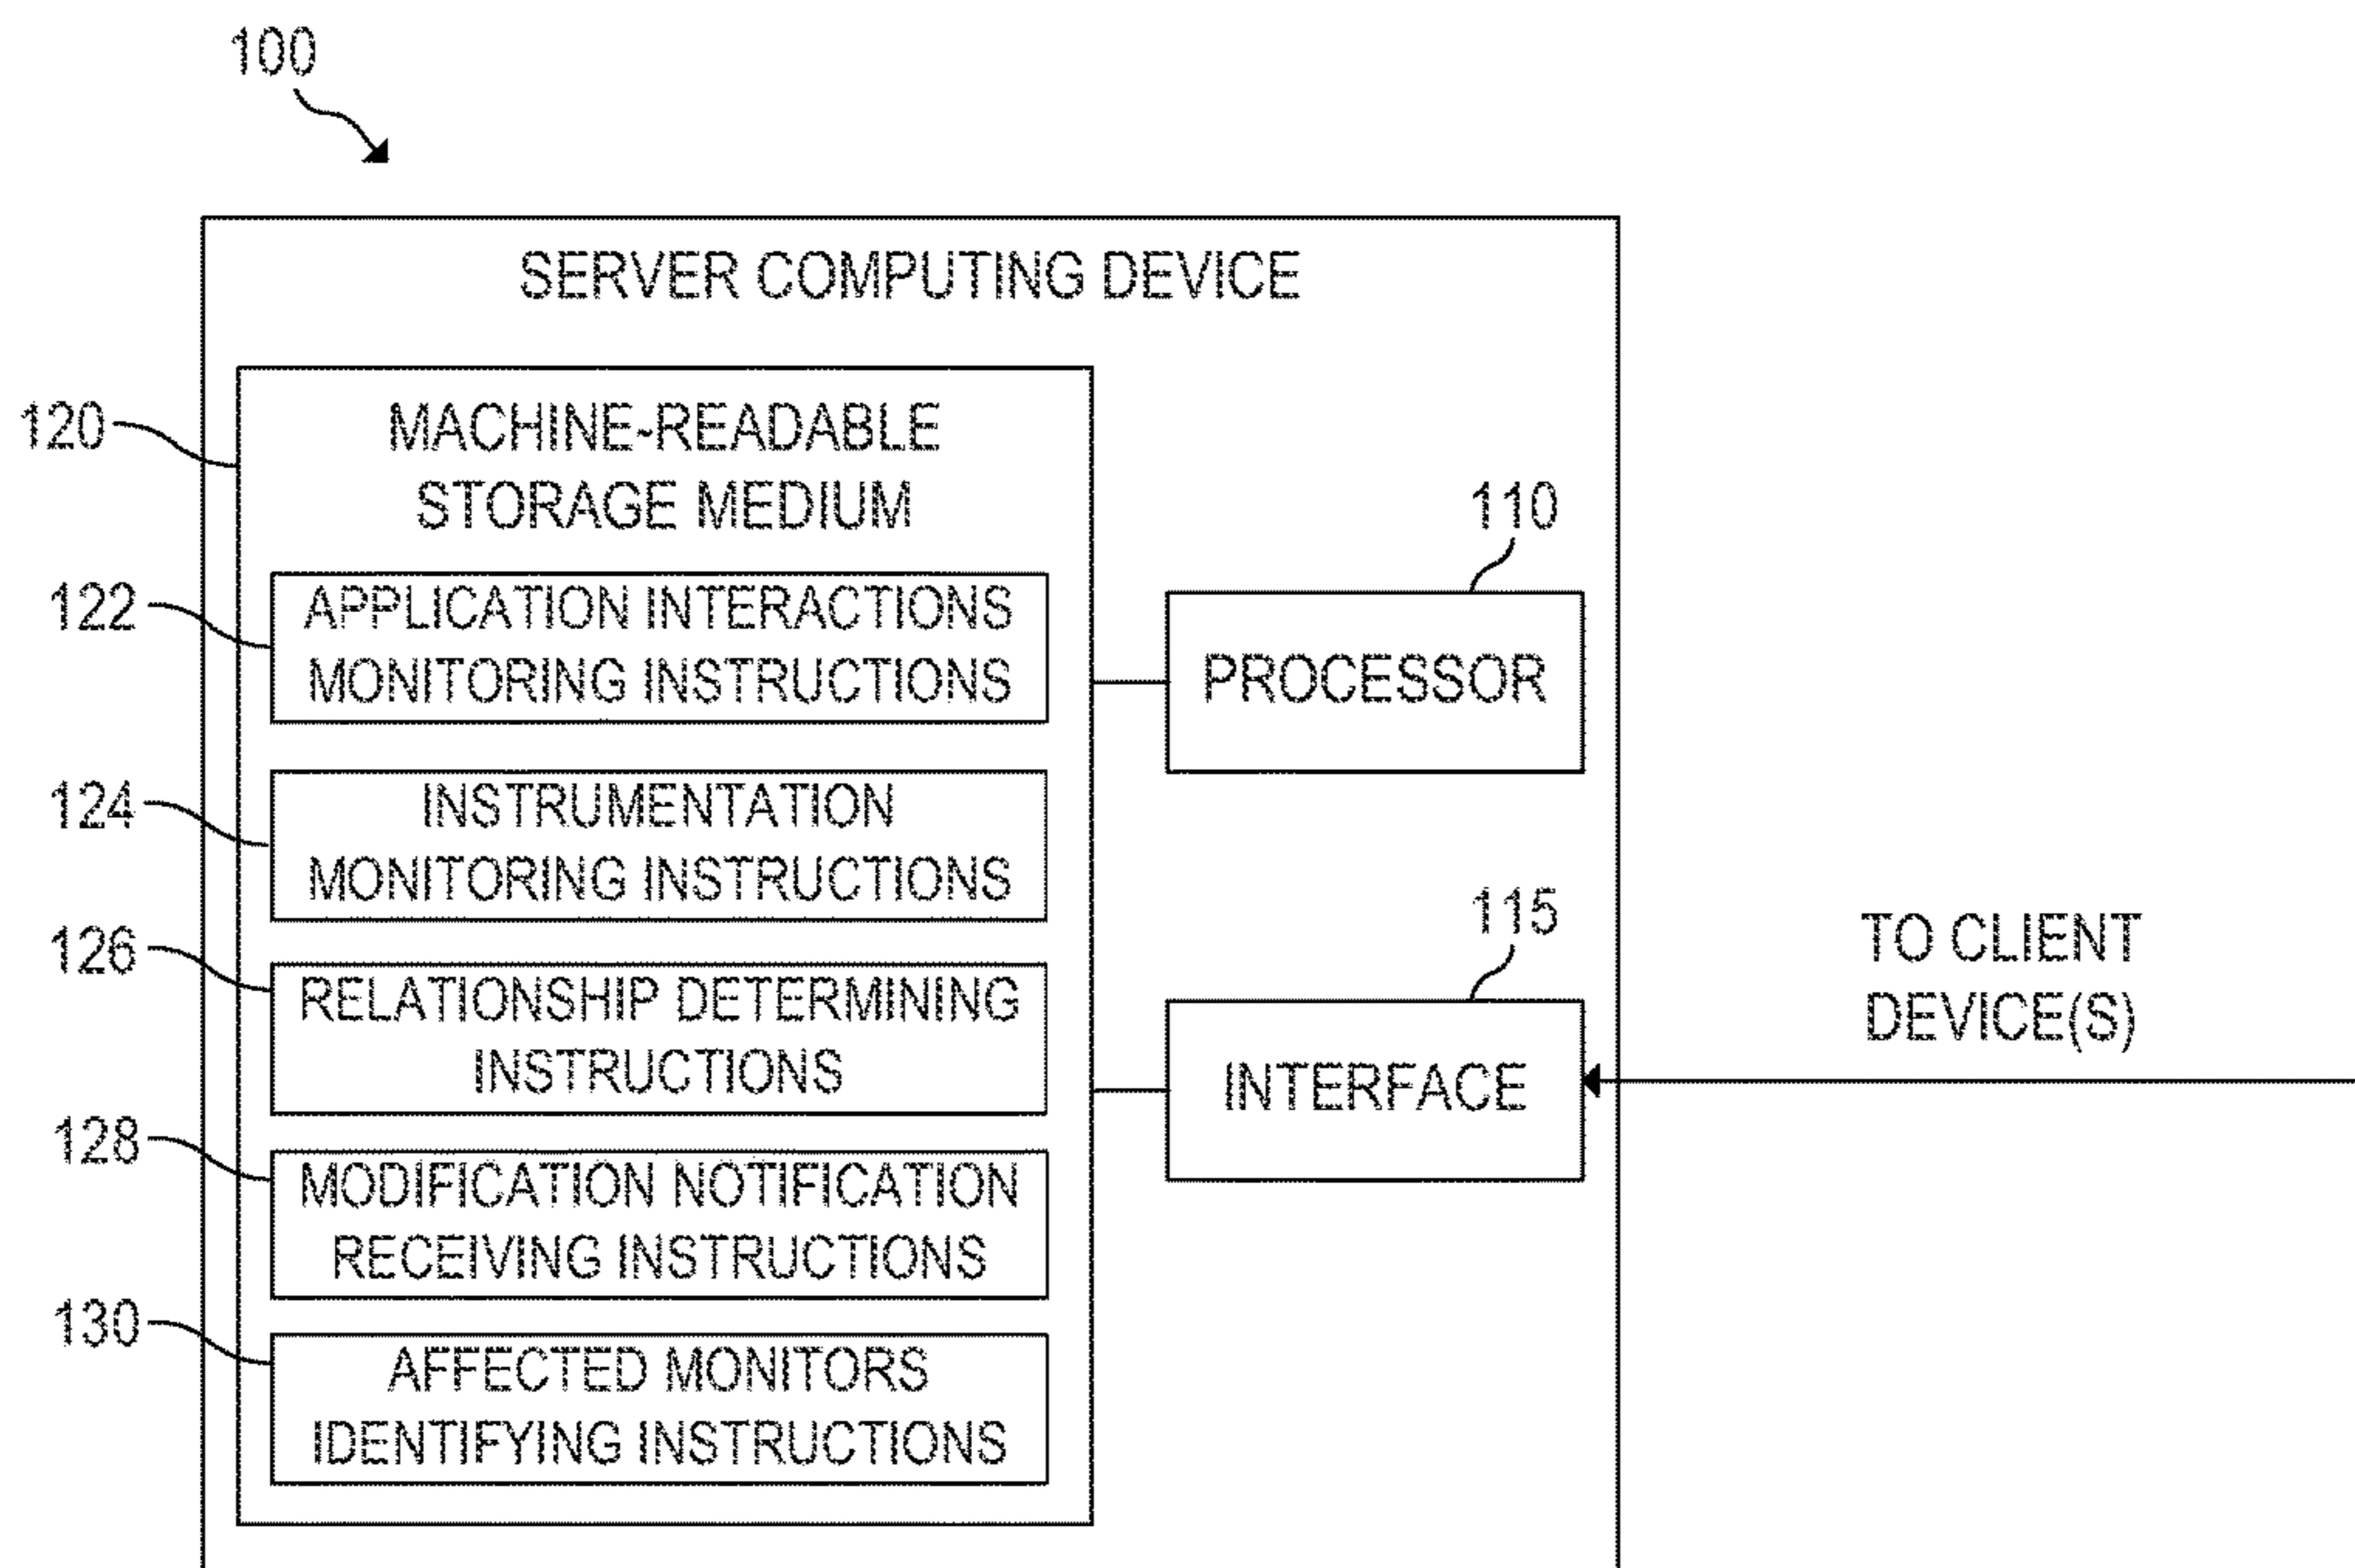 100
SERVER COMPUTING DEVICE
120
MACHINE-READABLE
STORAGE MEDIUM
122
APPLICATION INTERACTIONS
MONITORING INSTRUCTIONS
124
INSTRUMENTATION
MONITORING INSTRUCTIONS
126
RELATIONSHIP DETERMINING
INSTRUCTIONS
128
MODIFICATION NOTIFICATION
RECEIVING INSTRUCTIONS
130
AFFECTED MONITORS
IDENTIFYING INSTRUCTIONS
110
PROCESSOR
115
INTERFACE
TO CLIENT
DEVICE(S)